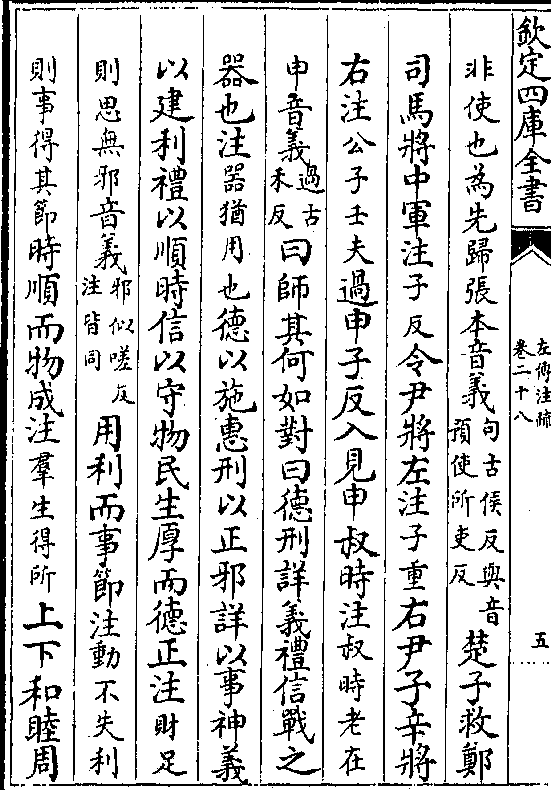 欽定四庫全書
左傳注疏
卷二十八
五
非使也為先歸張本音義句古侯反與音
預使所吏反
楚子救鄭
司馬將中軍注子反令尹將左注子重右尹子辛將
右注公子壬夫過申子反入見申叔時注叔時老在
申音義過古
禾反
曰師其何如對曰德刑詳義禮信戰之
器也注器猶用也德以施惠刑以正邪詳以事神義
以建利禮以順時信以守物民生厚而德正注財足
則思無邪音義邪似嗟反
注皆同
用利而事節注動不失利
則事得其節時順而物成注羣生得所上下和睦周